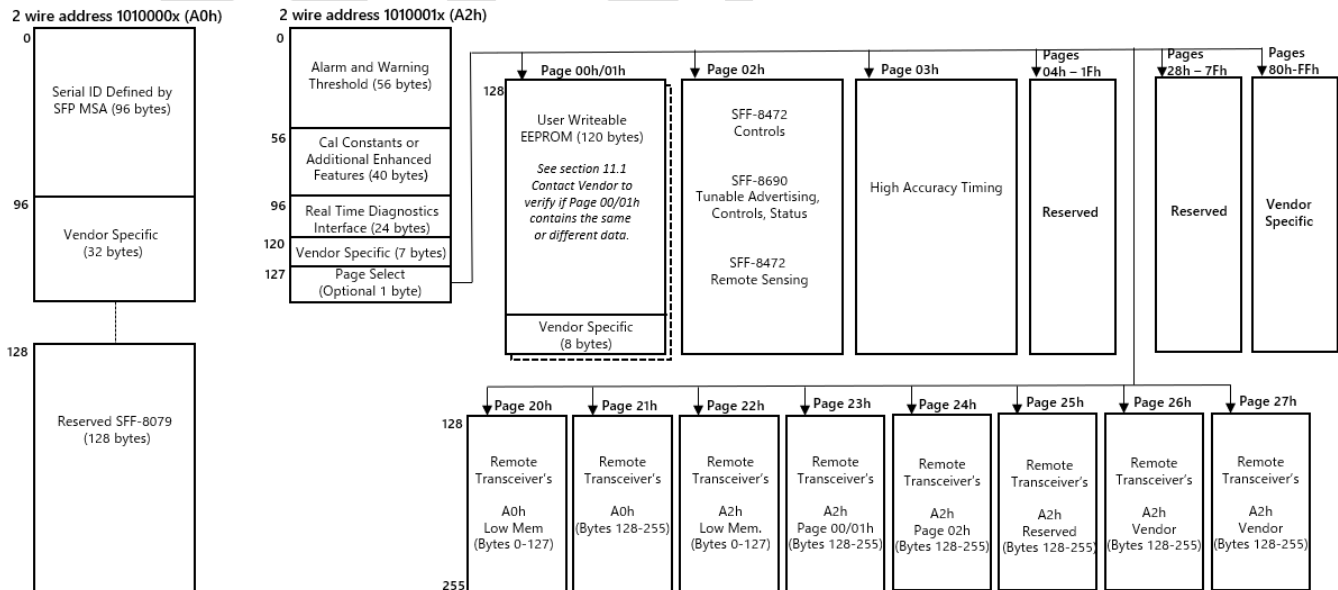 2 wire address 1010000x (A0h)
0
Serial ID Defined by
SFP MSA (96 bytes)
96
Vendor Specific
(32 bytes)
128
Reserved SFF-8079
(128 bytes)
2 wire address 1010001x (A2h)
0
Alarm and Warning
Threshold (56 bytes)
56
Cal Constants or
Additional Enhanced
Features (40 bytes)
96
Real Time Diagnostics
Interface (24 bytes)
120
Vendor Specific (7 bytes)
127
Page Select
(Optional 1 byte)
Page 00h/01h
128
User Writeable
EEPROM (120 bytes)
See section 11.1
Contact Vendor to
verify if Page 00/01h
contains the same
or different data.
Vendor Specific
(8 bytes)
Page 02h
SFF-8472
Controls
SFF-8690
Tunable Advertising,
Controls, Status
SFF-8472
Remote Sensing
Page 03h
High Accuracy Timing
Pages
04h – 1Fh
Reserved
Pages
28h – 7Fh
Reserved
Pages
80h-FFh
Vendor
Specific
128
255
Page 20h
Remote
Transceiver's
A0h
Low Mem
(Bytes 0-127)
Page 21h
Remote
Transceiver's
A0h
(Bytes 128-255)
Page 22h
Remote
Transceiver's
A2h
Low Mem.
(Bytes 0-127)
Page 23h
Remote
Transceiver's
A2h
Page 00/01h
(Bytes 128-255)
Page 24h
Remote
Transceiver's
A2h
Page 02h
(Bytes 128-255)
Page 25h
Remote
Transceiver's
A2h
Reserved
(Bytes 128-255)
Page 26h
Remote
Transceiver's
A2h
Vendor
(Bytes 128-255)
Page 27h
Remote
Transceiver's
A2h
Vendor
(Bytes 128-255)